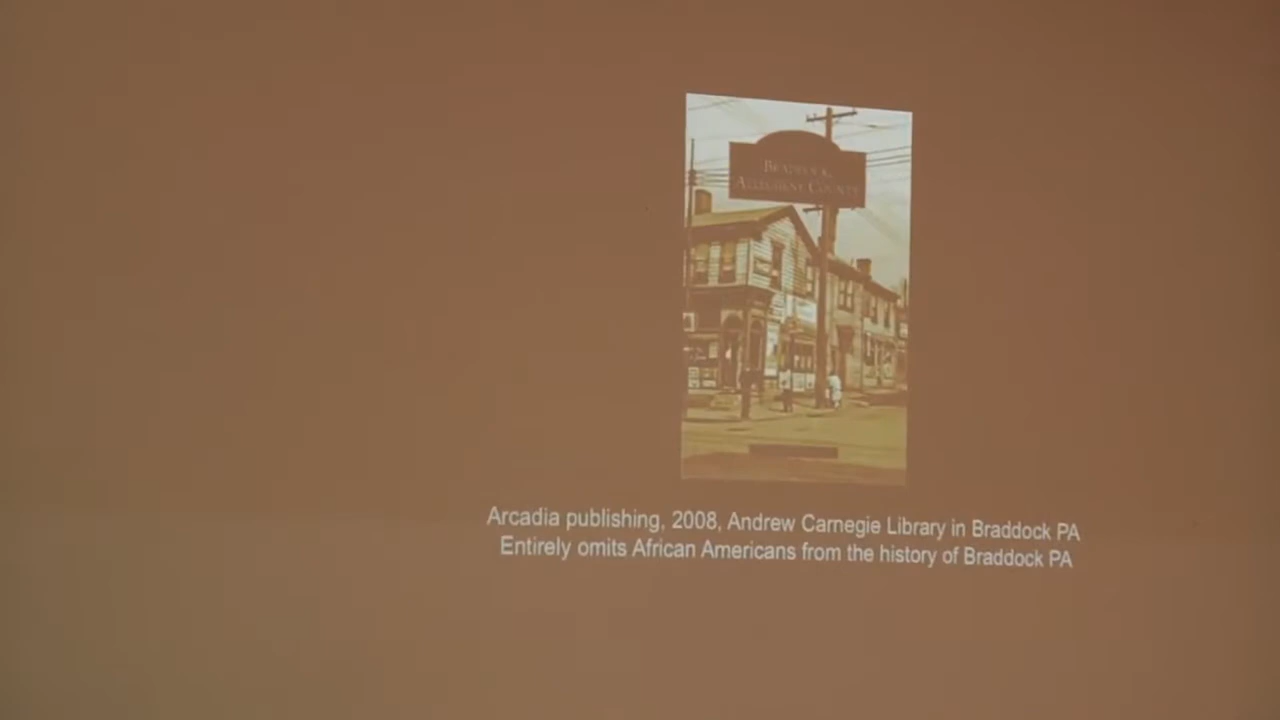 BRADDOCK,
ALLEGHENY COUNTY
Arcadia publishing, 2008, Andrew Carnegie Library in Braddock PA
Entirely omits African Americans from the history of Braddock PA